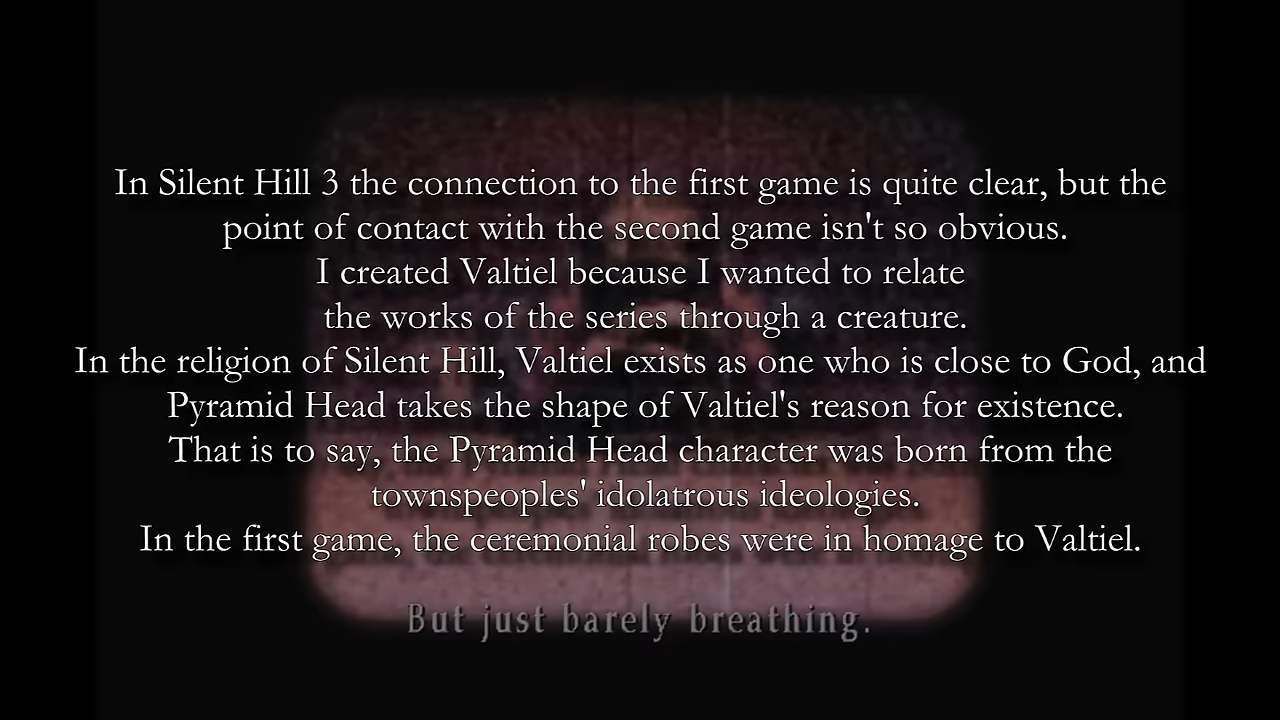 In Silent Hill 3 the connection to the first game is quite clear, but the
point of contact with the second game isn't so obvious.
I created Valtiel because I wanted to relate
the works of the series through a creature.
In the religion of Silent Hill, Valtiel exists as one who is close to God, and
Pyramid Head takes the shape of Valtiel's reason for existence.
That is to say, the Pyramid Head character was born from the
townspeoples' idolatrous ideologies.
In the first game, the ceremonial robes were in homage to Valtiel.
But just barely breathing.